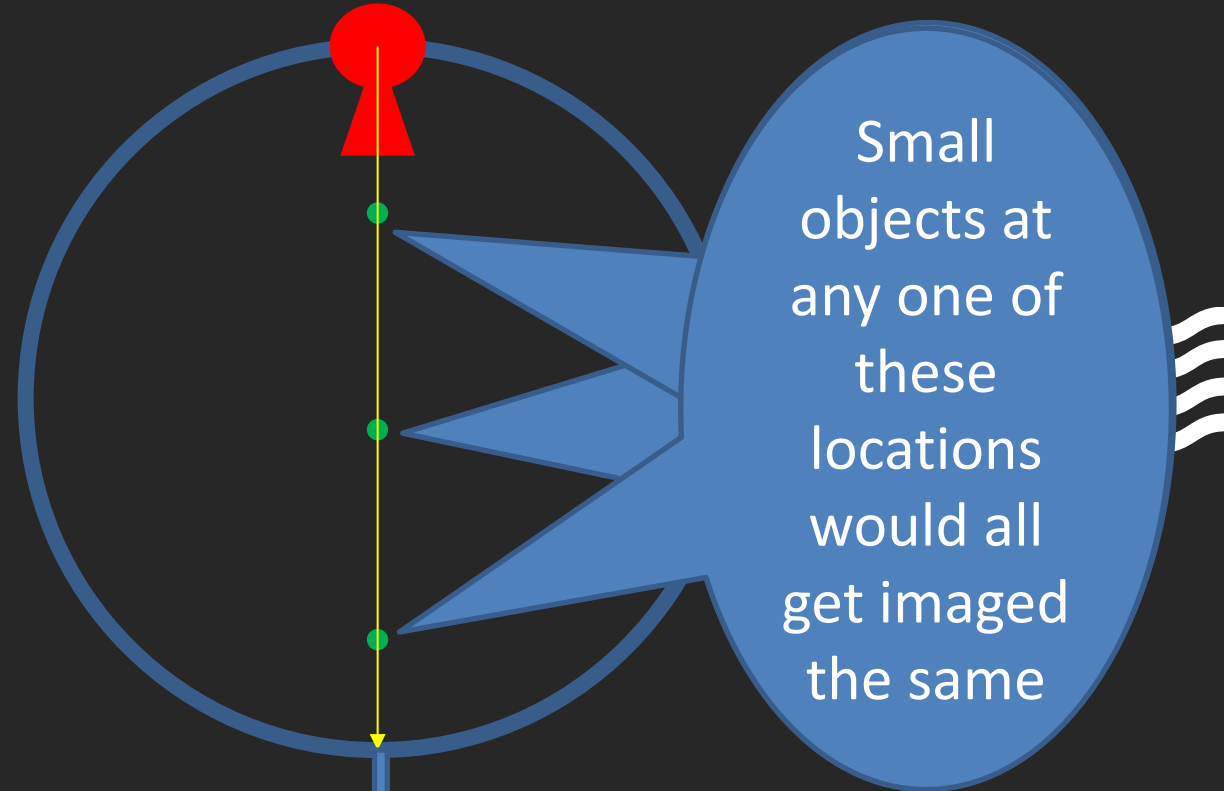 Small
objects at
any one of
these
locations
would all
get imaged
the same